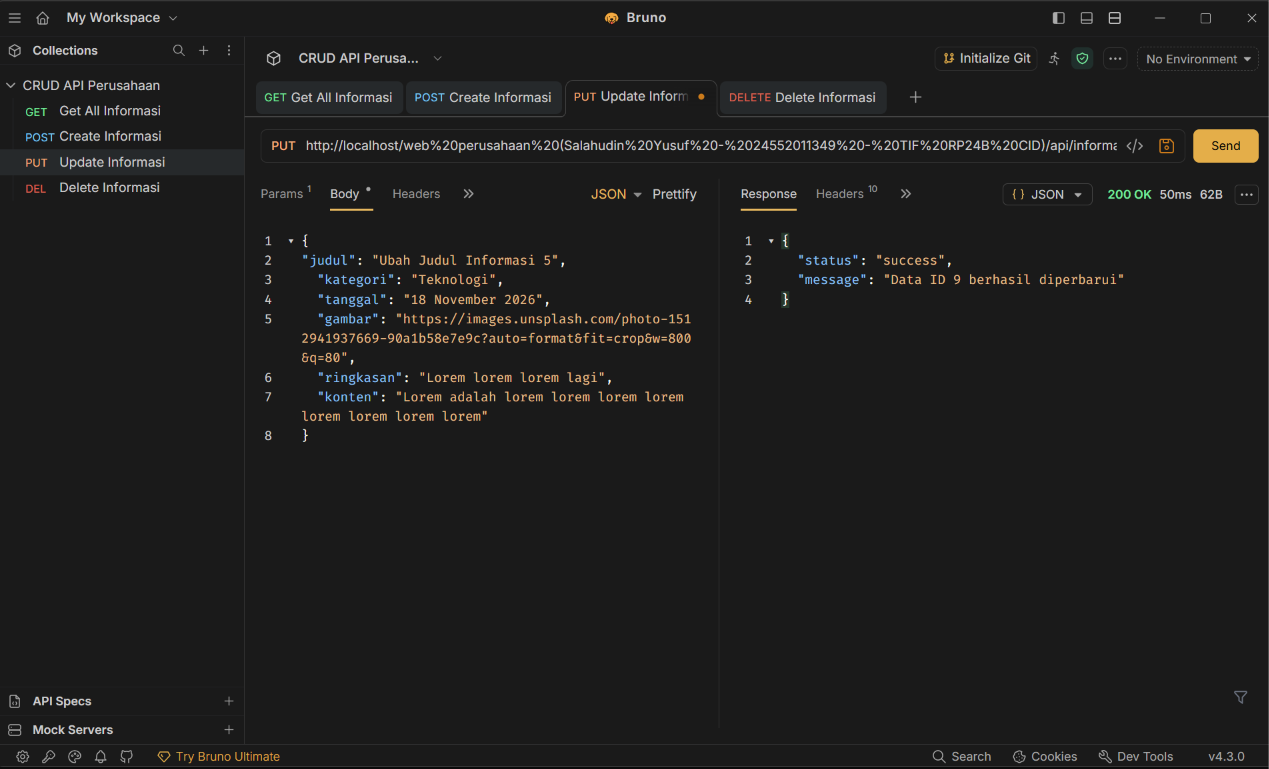 My Workspace
Bruno
Collections
CRUD API Perusa...
Initialize Git
No Environment
CRUD API Perusahaan
GET Get All Informasi
POST Create Informasi
PUT Update Informasi
DEL Delete Informasi
GET Get All Informasi
POST Create Informasi
PUT Update Inform
DELETE Delete Informasi
PUT http://localhost/web%20perusahaan%20(Salahudin%20Yusuf%20-%2024552011349%20-%20TIF%20RP24B%20CID)/api/informa
Send
Params 1
Body
Headers
JSON
Prettify
1 {
2 "judul": "Ubah Judul Informasi 5",
3 "kategori": "Teknologi",
4 "tanggal": "18 November 2026",
5 "gambar": "https://images.unsplash.com/photo-151
2941937669-90a1b58e7e9c?auto=format&fit=crop&w=800
&q=80",
6 "ringkasan": "Lorem lorem lorem lagi",
7 "konten": "Lorem adalah lorem lorem lorem lorem
lorem lorem lorem lorem"
8 }
Response
Headers 10
{ } JSON
200 OK 50ms 62B
1 {
2 "status": "success",
3 "message": "Data ID 9 berhasil diperbarui"
4 }
API Specs
Mock Servers
Try Bruno Ultimate
Search
Cookies
Dev Tools
v4.3.0